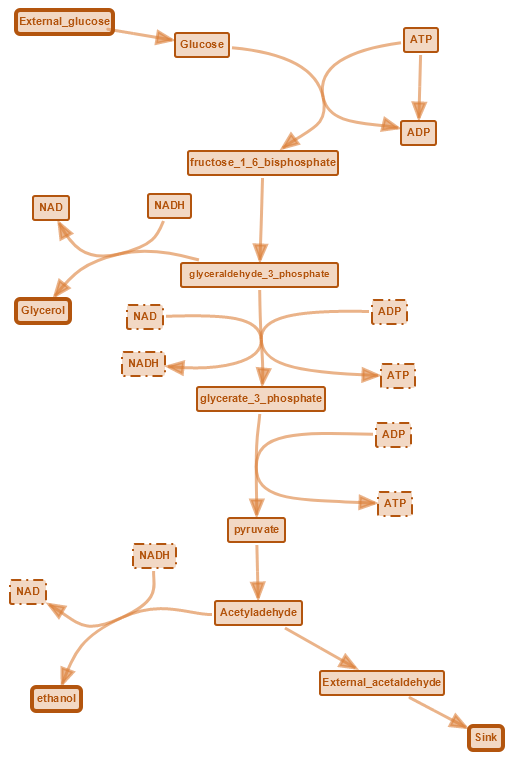 External_glucose
Glucose
ATP
ADP
fructose_1_6_bisphosphate
NAD
NADH
glyceraldehyde_3_phosphate
Glycerol
NAD
ADP
NADH
ATP
glycerate_3_phosphate
ADP
ATP
pyruvate
NADH
NAD
Acetyladehyde
External_acetaldehyde
ethanol
Sink